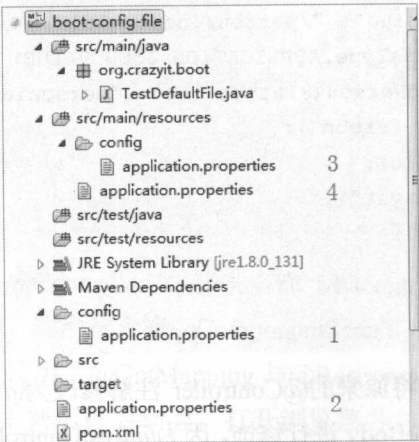 boot-config-file
src/main/java
org.crazyit.boot
TestDefaultFile.java
src/main/resources
config
application.properties 3
application.properties 4
src/test/java
src/test/resources
JRE System Library [jre1.8.0_131]
Maven Dependencies
config
application.properties 1
src
target
application.properties 2
pom.xml